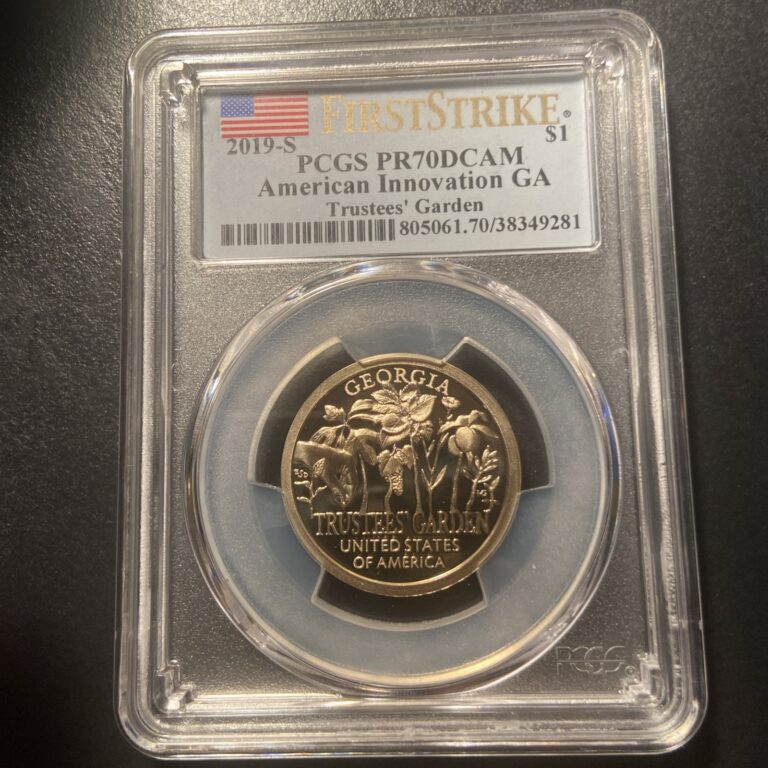 FIRSTSTRIKE®
2019-S $1
PCGS PR70DCAM
American Innovation GA
Trustees' Garden
805061.70/38349281
GEORGIA
TRUSTEES' GARDEN
UNITED STATES
OF AMERICA
PCGS